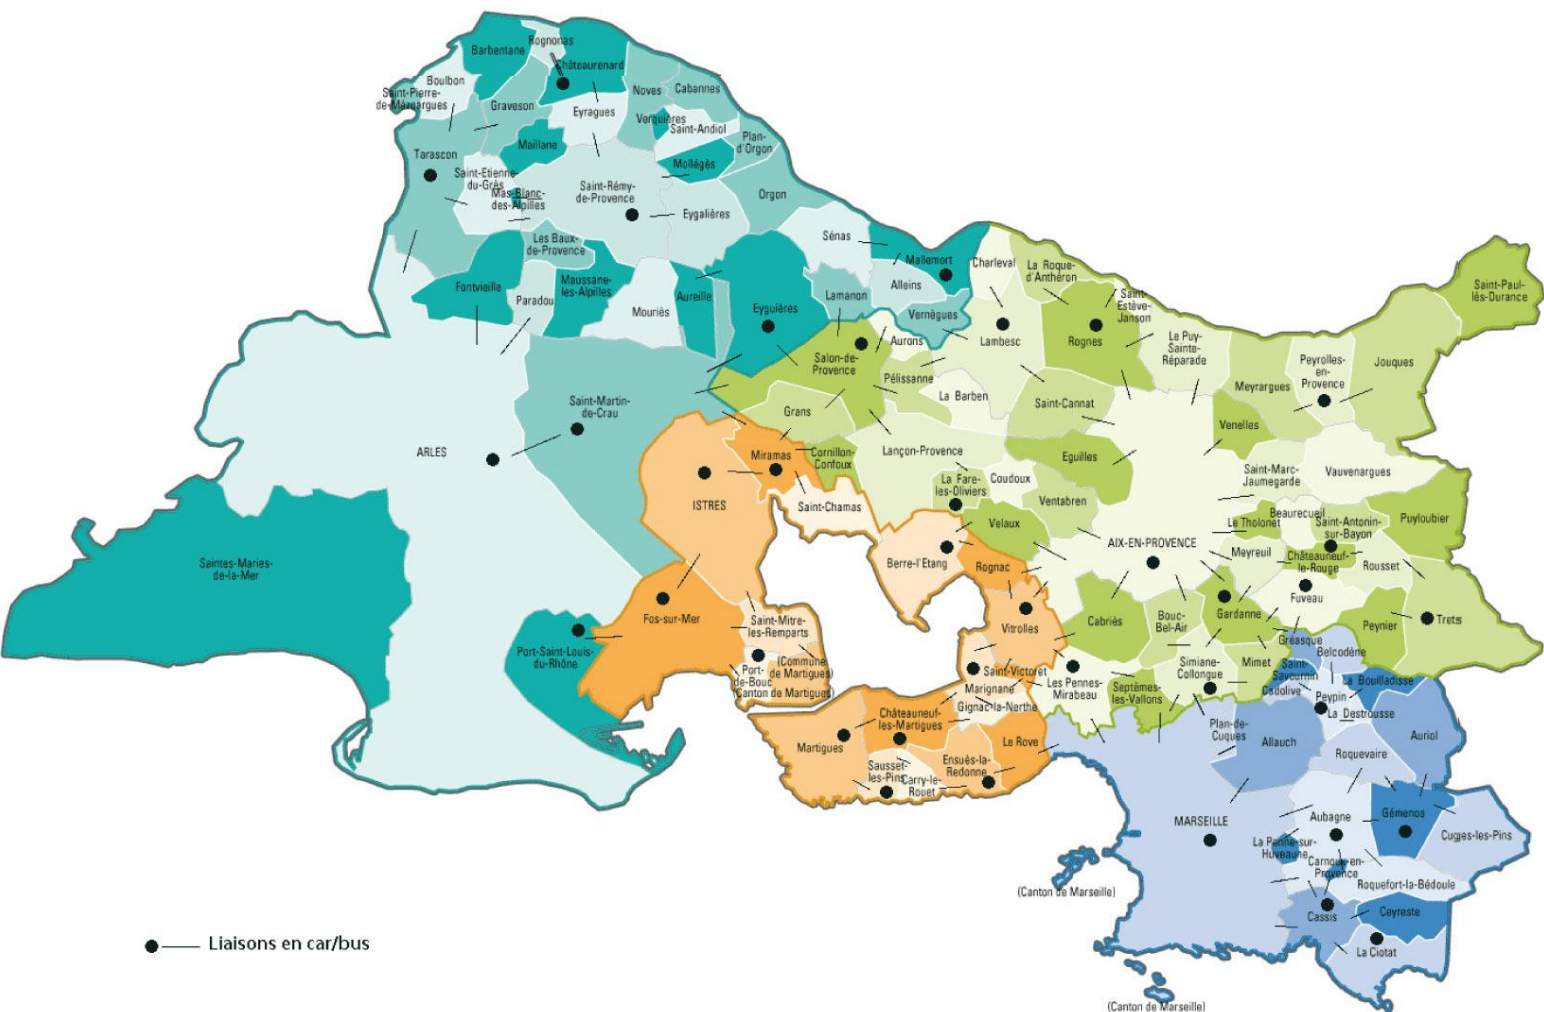 Rognonas
Barbentane
Châteaurenard
Boulbon
Saint-Pierre-
de-Mézoargues
Graveson
Noves
Cabannes
Eyragues
Verquières
Saint-Andiol
Maillane
Plan-
d'Orgon
Tarascon
Mollégès
Saint-Etienne-
du-Grès
Mas-Blanc-
des-Alpilles
Saint-Rémy-
de-Provence
Orgon
Eygalières
Les Baux-
de-Provence
Sénas
Mallemort
Charleval
La Roque-
d'Anthéron
Fontvieille
Paradou
Maussane-
les-Alpilles
Mouriès
Aureille
Eyguières
Lamanon
Alleins
Vernègues
Saint-
Estève-
Janson
Saint-Paul-
lès-Durance
Salon-de-
Provence
Aurons
Lambesc
Rognes
Le Puy-
Sainte-
Réparade
Peyrolles-
en-
Provence
Jouques
Meyrargues
Pélissanne
La Barben
Saint-Cannat
Saint-Martin-
de-Crau
Grans
Venelles
ARLES
Miramas
Cornillon-
Confoux
Lançon-Provence
Eguilles
Saint-Marc-
Jaumegarde
Vauvenargues
ISTRES
Saint-Chamas
La Fare-
les-Oliviers
Coudoux
Ventabren
Velaux
Le Tholonet
Beaurecueil
Saint-Antonin-
sur-Bayon
Puyloubier
Saintes-Maries-
de-la-Mer
Berre-l'Etang
Rognac
AIX-EN-PROVENCE
Meyreuil
Châteauneuf-
le-Rouge
Rousset
Fuveau
Fos-sur-Mer
Saint-Mitre-
les-Remparts
Vitrolles
Cabriès
Bouc-
Bel-Air
Gardanne
Peynier
Trets
Port-Saint-Louis-
du-Rhône
Port-
de-Bouc
(Canton de Martigues)
(Commune
de Martigues)
Saint-Victoret
Marignane
Gignac-la-Nerthe
Les Pennes-
Mirabeau
Septèmes-
les-Vallons
Simiane-
Collongue
Mimet
Gréasque
Belcodène
Saint-
Savournin
Cadolive
Peypin
La Bouilladisse
La Destrousse
Martigues
Châteauneuf-
les-Martigues
Le Rove
Ensuès-la-
Redonne
Sausset-
les-Pins
Carry-le-
Rouet
Plan-de-
Cuques
Allauch
Auriol
Roquevaire
MARSEILLE
Aubagne
Gémenos
Cuges-les-Pins
La Penne-sur-
Huveaune
Carnoux-en-
Provence
Roquefort-la-Bédoule
(Canton de Marseille)
Cassis
Ceyreste
La Ciotat
(Canton de Marseille)
Liaisons en car/bus